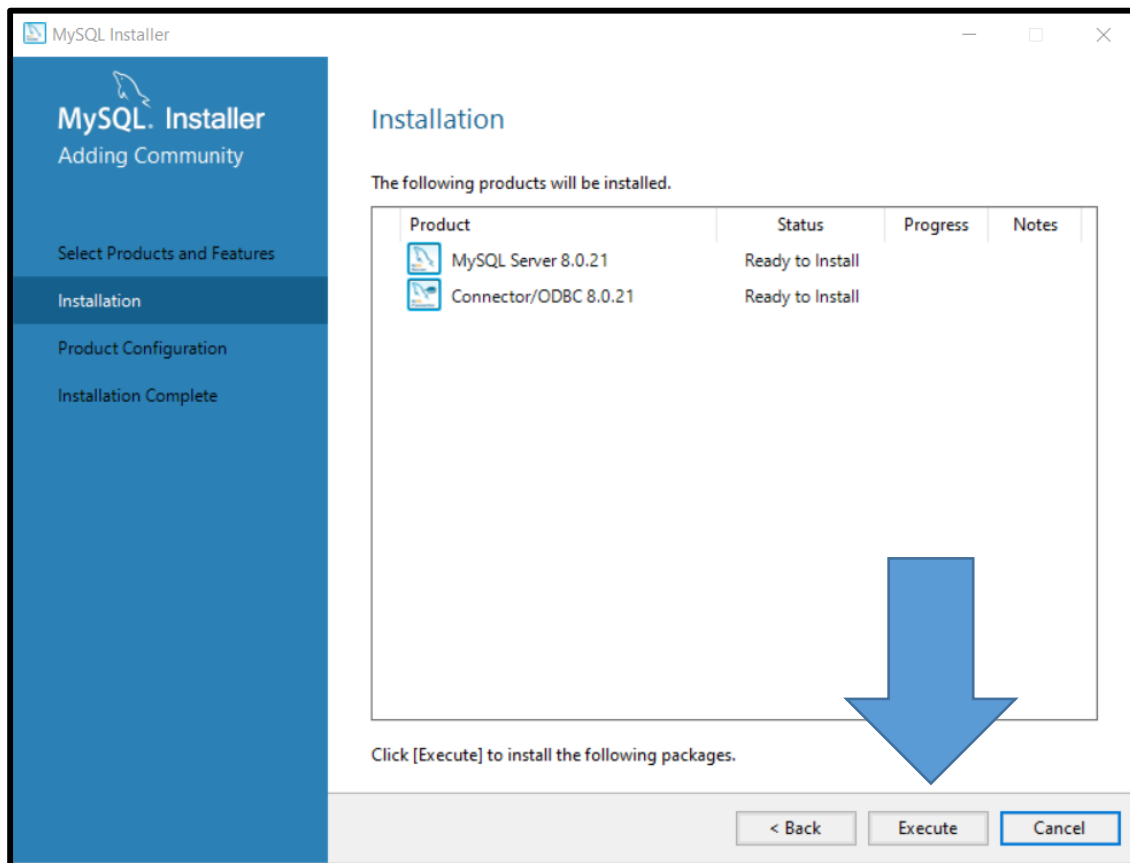 MySQL Installer
MySQL. Installer
Adding Community
Select Products and Features
Installation
Product Configuration
Installation Complete
Installation
The following products will be installed.
Product Status Progress Notes
MySQL Server 8.0.21 Ready to Install
Connector/ODBC 8.0.21 Ready to Install
Click [Execute] to install the following packages.
< Back Execute Cancel